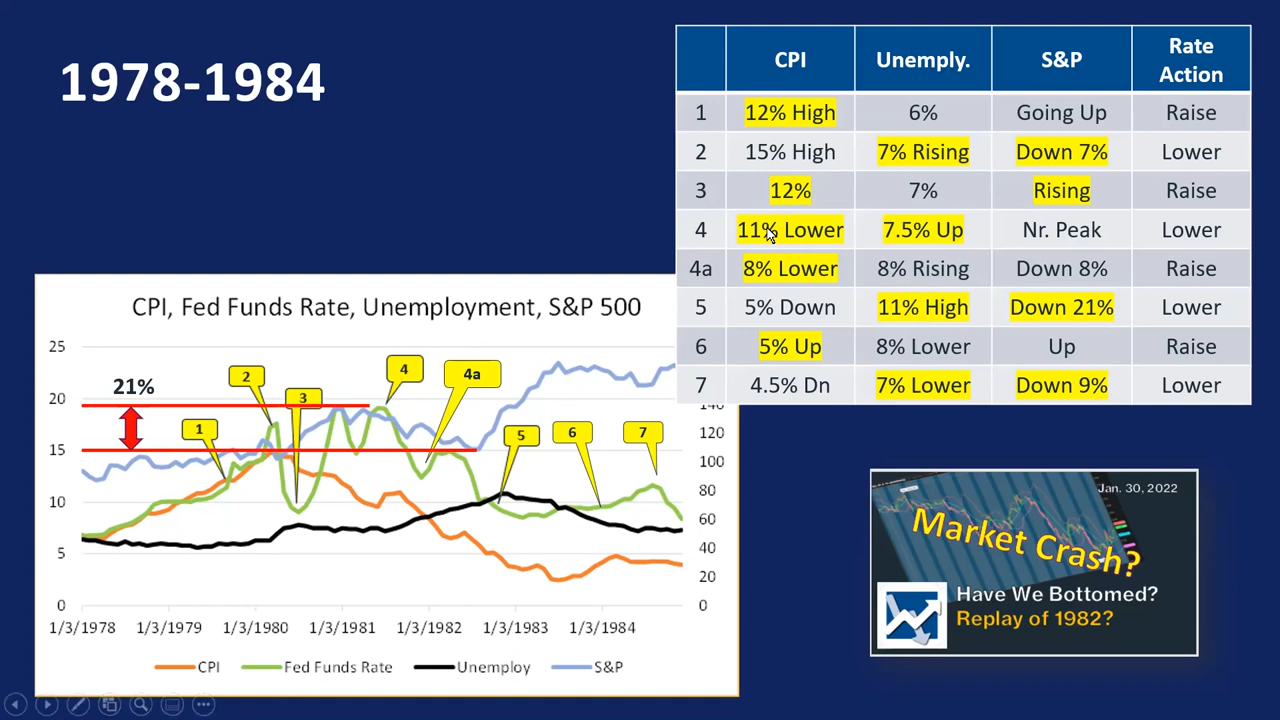 1978-1984
CPI Unemply. S&P Rate Action
1 12% High 6% Going Up Raise
2 15% High 7% Rising Down 7% Lower
3 12% 7% Rising Raise
4 11% Lower 7.5% Up Nr. Peak Lower
4a 8% Lower 8% Rising Down 8% Raise
5 5% Down 11% High Down 21% Lower
6 5% Up 8% Lower Up Raise
7 4.5% Dn 7% Lower Down 9% Lower
CPI, Fed Funds Rate, Unemployment, S&P 500
25
20
15
10
5
0
21%
1
2
3
4
4a
5
6
7
140
120
100
80
60
40
20
0
1/3/1978 1/3/1979 1/3/1980 1/3/1981 1/3/1982 1/3/1983 1/3/1984
CPI Fed Funds Rate Unemploy S&P
Jan. 30, 2022
Market Crash?
Have We Bottomed?
Replay of 1982?